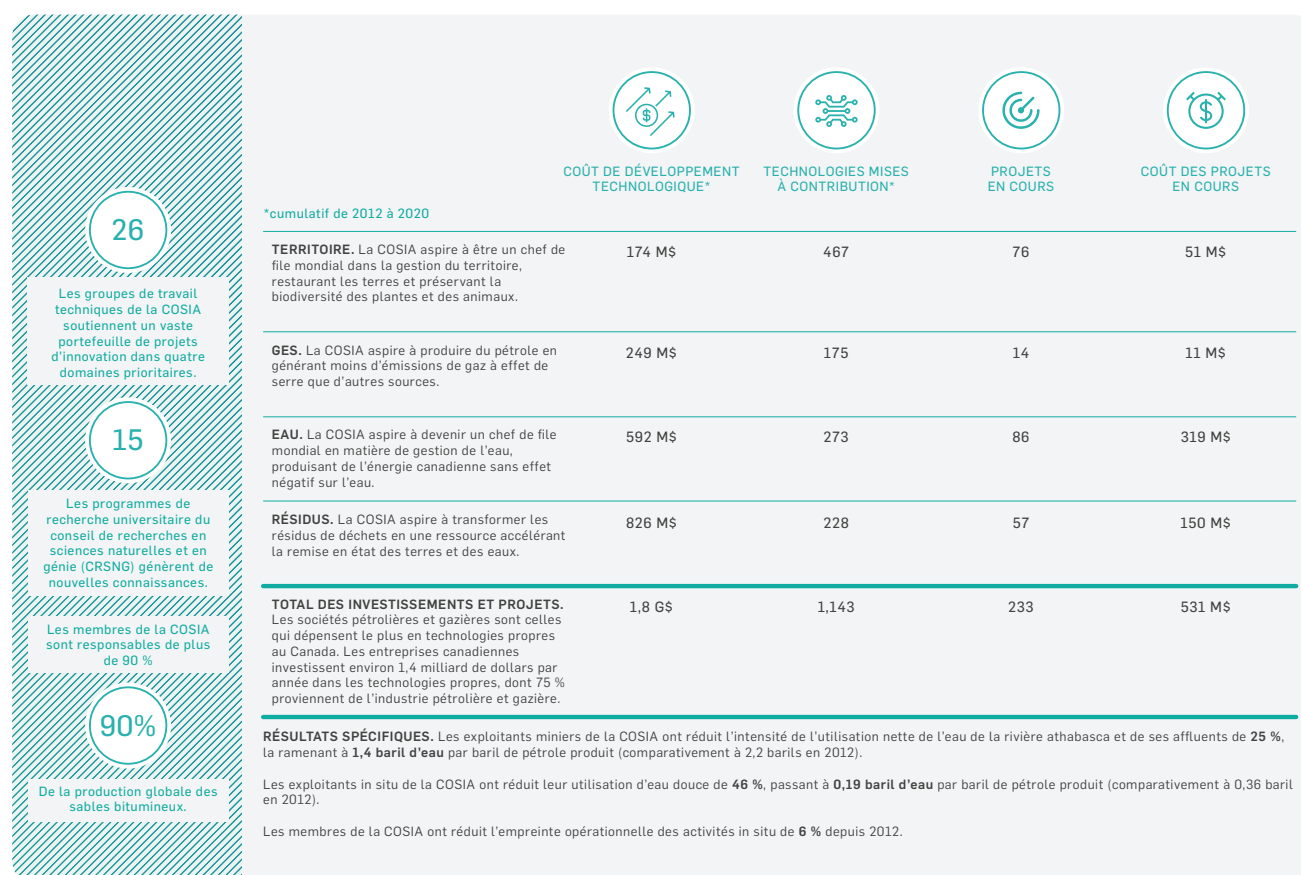 26
Les groupes de travail
techniques de la COSIA
soutiennent un vaste
portefeuille de projets
d'innovation dans quatre
domaines prioritaires.
15
Les programmes de
recherche universitaire du
conseil de recherches en
sciences naturelles et en
génie (CRSNG) génèrent de
nouvelles connaissances.
Les membres de la COSIA
sont responsables de plus
de 90 %
90%
De la production globale des
sables bitumineux.
COÛT DE DÉVELOPPEMENT
TECHNOLOGIQUE*
TECHNOLOGIES MISES
À CONTRIBUTION*
PROJETS
EN COURS
COÛT DES PROJETS
EN COURS
*cumulatif de 2012 à 2020
TERRITOIRE. La COSIA aspire à être un chef de
file mondial dans la gestion du territoire,
restaurant les terres et préservant la
biodiversité des plantes et des animaux.
174 M$
467
76
51 M$
GES. La COSIA aspire à produire du pétrole en
générant moins d'émissions de gaz à effet de
serre que d'autres sources.
249 M$
175
14
11 M$
EAU. La COSIA aspire à devenir un chef de file
mondial en matière de gestion de l'eau,
produisant de l'énergie canadienne sans effet
négatif sur l'eau.
592 M$
273
86
319 M$
RÉSIDUS. La COSIA aspire à transformer les
résidus de déchets en une ressource accélérant
la remise en état des terres et des eaux.
826 M$
228
57
150 M$
TOTAL DES INVESTISSEMENTS ET PROJETS.
Les sociétés pétrolières et gazières sont celles
qui dépensent le plus en technologies propres
au Canada. Les entreprises canadiennes
investissent environ 1,4 milliard de dollars par
année dans les technologies propres, dont 75 %
proviennent de l'industrie pétrolière et gazière.
1,8 G$
1,143
233
531 M$
RÉSULTATS SPÉCIFIQUES. Les exploitants miniers de la COSIA ont réduit l'intensité de l'utilisation nette de l'eau de la rivière athabasca et de ses affluents de 25 %,
la ramenant à 1,4 baril d'eau par baril de pétrole produit (comparativement à 2,2 barils en 2012).
Les exploitants in situ de la COSIA ont réduit leur utilisation d'eau douce de 46 %, passant à 0,19 baril d'eau par baril de pétrole produit (comparativement à 0,36 baril
en 2012).
Les membres de la COSIA ont réduit l'empreinte opérationnelle des activités in situ de 6 % depuis 2012.